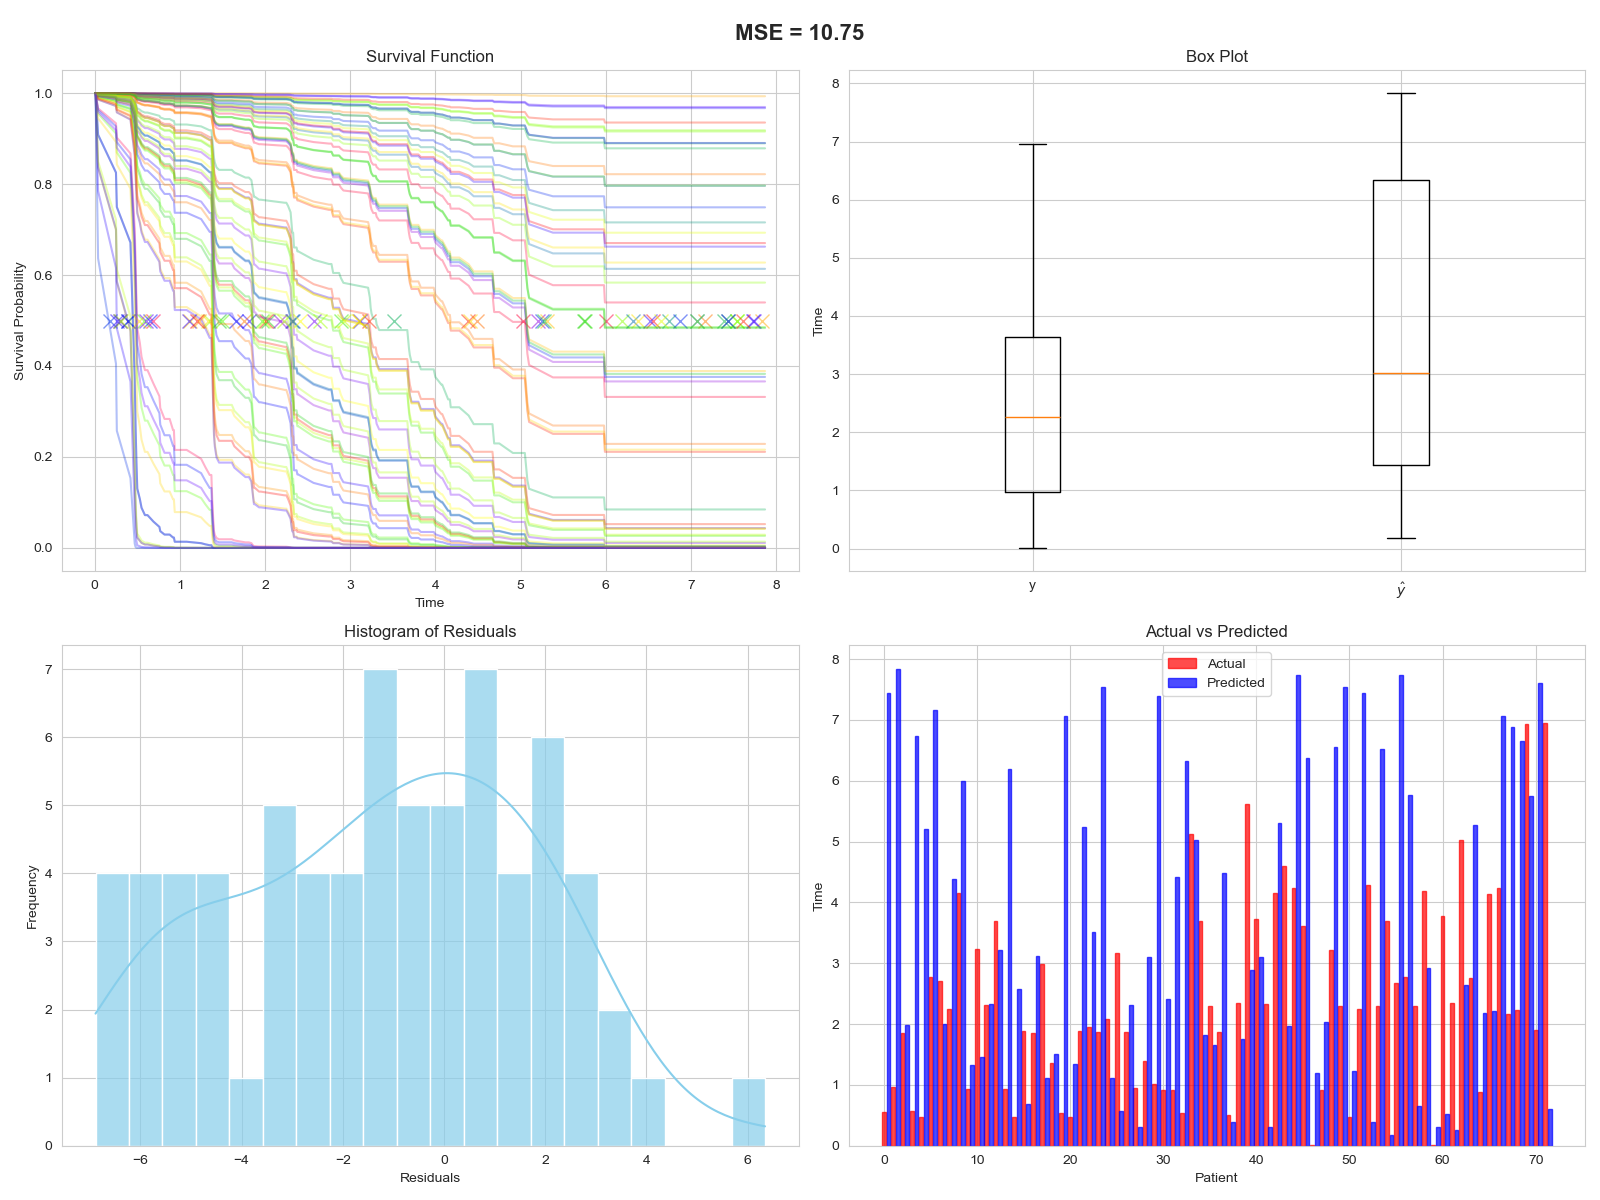 MSE = 10.75
Survival Function
Survival Probability
1.0
0.8
0.6
0.4
0.2
0.0
0 1 2 3 4 5 6 7 8
Time
Box Plot
Time
8
7
6
5
4
3
2
1
0
y
ŷ
Histogram of Residuals
Frequency
7
6
5
4
3
2
1
0
−6 −4 −2 0 2 4 6
Residuals
Actual vs Predicted
Actual
Predicted
Time
8
7
6
5
4
3
2
1
0
0 10 20 30 40 50 60 70
Patient